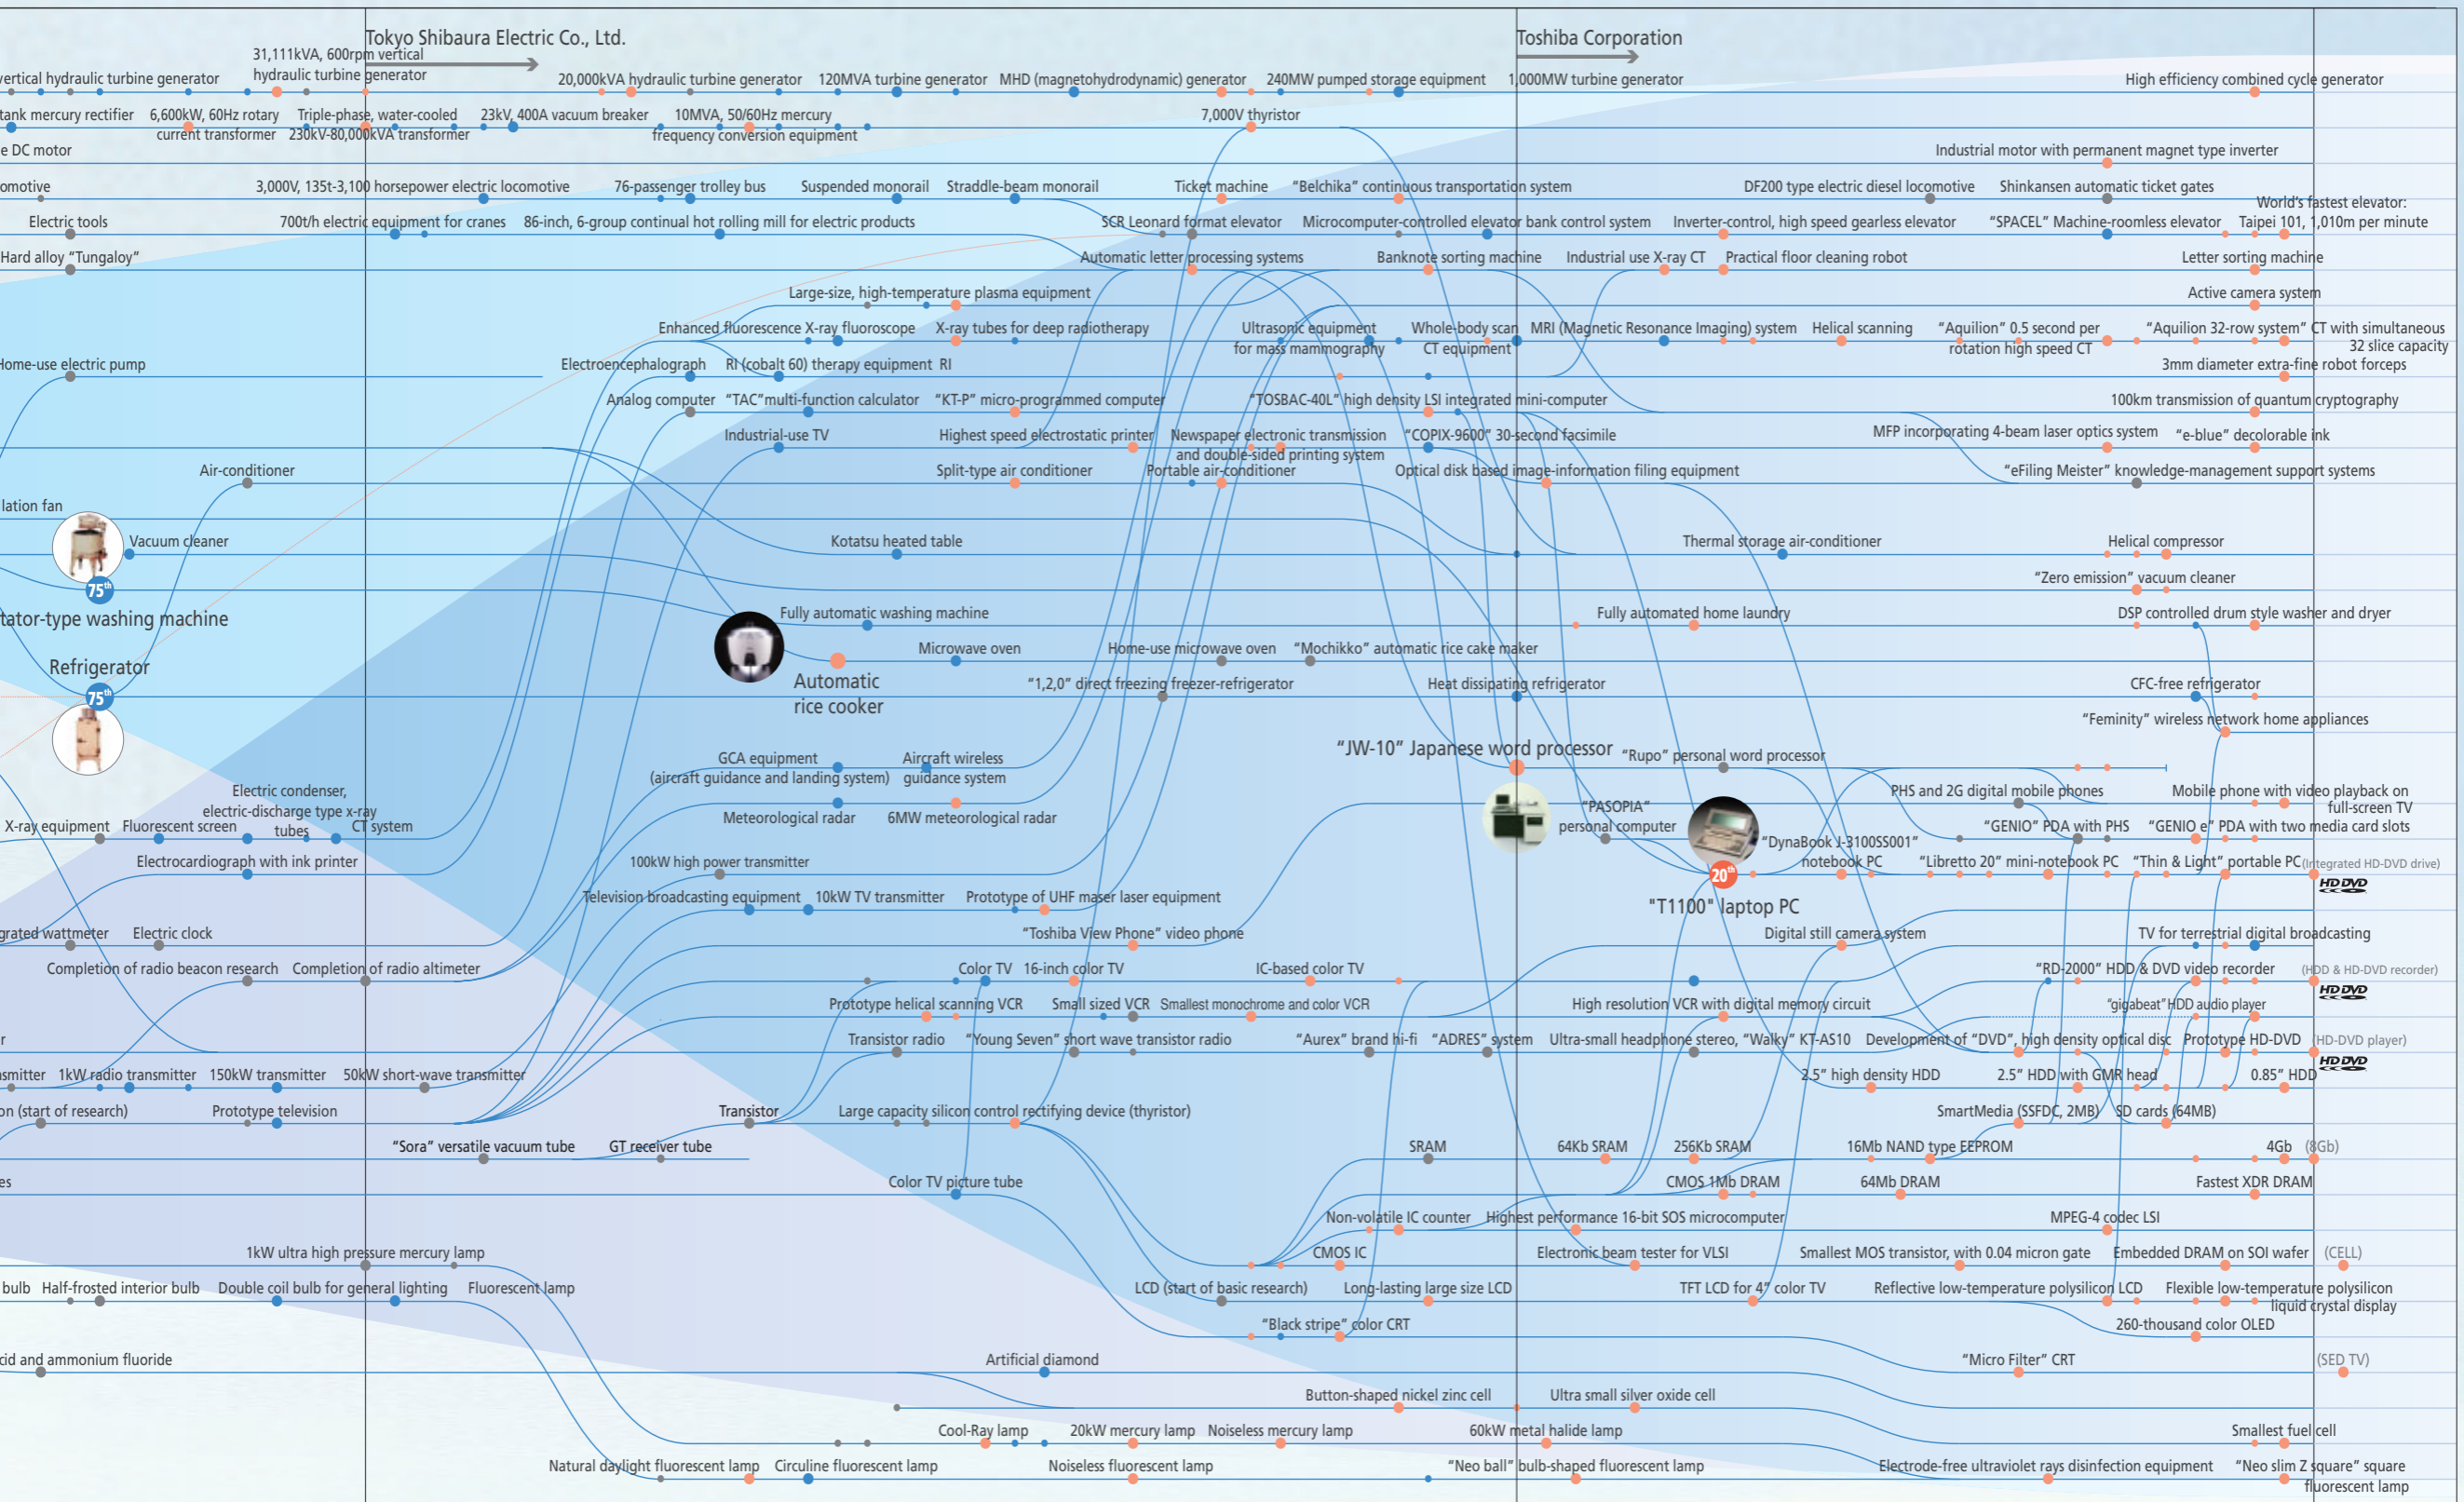 Tokyo Shibaura Electric Co., Ltd.
Toshiba Corporation
31,111kVA, 600rpm vertical
hydraulic turbine generator
vertical hydraulic turbine generator
20,000kVA hydraulic turbine generator
120MVA turbine generator
MHD (magnetohydrodynamic) generator
240MW pumped storage equipment
1,000MW turbine generator
High efficiency combined cycle generator
tank mercury rectifier
6,600kW, 60Hz rotary
current transformer
Triple-phase, water-cooled
230kV-80,000kVA transformer
23kV, 400A vacuum breaker
10MVA, 50/60Hz mercury
frequency conversion equipment
7,000V thyristor
e DC motor
Industrial motor with permanent magnet type inverter
omotive
3,000V, 135t-3,100 horsepower electric locomotive
76-passenger trolley bus
Suspended monorail
Straddle-beam monorail
Ticket machine
“Belchika” continuous transportation system
DF200 type electric diesel locomotive
Shinkansen automatic ticket gates
World’s fastest elevator:
Taipei 101, 1,010m per minute
Electric tools
700t/h electric equipment for cranes
86-inch, 6-group continual hot rolling mill for electric products
SCR Leonard format elevator
Microcomputer-controlled elevator bank control system
Inverter-control, high speed gearless elevator
“SPACEL” Machine-roomless elevator
Hard alloy “Tungaloy”
Automatic letter processing systems
Banknote sorting machine
Industrial use X-ray CT
Practical floor cleaning robot
Letter sorting machine
Large-size, high-temperature plasma equipment
Active camera system
Enhanced fluorescence X-ray fluoroscope
X-ray tubes for deep radiotherapy
Ultrasonic equipment
for mass mammography
Whole-body scan
CT equipment
MRI (Magnetic Resonance Imaging) system
Helical scanning
“Aquilion” 0.5 second per
rotation high speed CT
“Aquilion 32-row system” CT with simultaneous
32 slice capacity
Home-use electric pump
Electroencephalograph
RI (cobalt 60) therapy equipment RI
3mm diameter extra-fine robot forceps
Analog computer
“TAC”multi-function calculator
“KT-P” micro-programmed computer
“TOSBAC-40L” high density LSI integrated mini-computer
100km transmission of quantum cryptography
Industrial-use TV
Highest speed electrostatic printer
Newspaper electronic transmission
and double-sided printing system
“COPIX-9600” 30-second facsimile
MFP incorporating 4-beam laser optics system
“e-blue” decolorable ink
Air-conditioner
Split-type air conditioner
Portable air-conditioner
Optical disk based image-information filing equipment
“eFiling Meister” knowledge-management support systems
lation fan
Vacuum cleaner
Kotatsu heated table
Thermal storage air-conditioner
Helical compressor
75th
“Zero emission” vacuum cleaner
tator-type washing machine
Fully automatic washing machine
Fully automated home laundry
DSP controlled drum style washer and dryer
Refrigerator
75th
Microwave oven
Home-use microwave oven
“Mochikko” automatic rice cake maker
Automatic
rice cooker
“1,2,0” direct freezing freezer-refrigerator
Heat dissipating refrigerator
CFC-free refrigerator
“Feminity” wireless network home appliances
GCA equipment
(aircraft guidance and landing system)
Aircraft wireless
guidance system
“JW-10” Japanese word processor
“Rupo” personal word processor
Electric condenser,
electric-discharge type x-ray
tubes
Meteorological radar
6MW meteorological radar
PHS and 2G digital mobile phones
Mobile phone with video playback on
full-screen TV
X-ray equipment
Fluorescent screen
CT system
“PASOPIA”
personal computer
“GENIO” PDA with PHS
“GENIO e” PDA with two media card slots
Electrocardiograph with ink printer
100kW high power transmitter
20th
“DynaBook J-3100SS001”
notebook PC
“Libretto 20” mini-notebook PC
“Thin & Light” portable PC
(Integrated HD-DVD drive)
HD DVD
Television broadcasting equipment
10kW TV transmitter
Prototype of UHF maser laser equipment
"T1100" laptop PC
grated wattmeter
Electric clock
“Toshiba View Phone” video phone
Digital still camera system
TV for terrestrial digital broadcasting
Completion of radio beacon research
Completion of radio altimeter
Color TV
16-inch color TV
IC-based color TV
“RD-2000” HDD & DVD video recorder
(HDD & HD-DVD recorder)
HD DVD
Prototype helical scanning VCR
Small sized VCR
Smallest monochrome and color VCR
High resolution VCR with digital memory circuit
“gigabeat”HDD audio player
r
Transistor radio
“Young Seven” short wave transistor radio
“Aurex” brand hi-fi
“ADRES” system
Ultra-small headphone stereo, “Walky” KT-AS10
Development of “DVD”, high density optical disc
Prototype HD-DVD
(HD-DVD player)
HD DVD
smitter
1kW radio transmitter
150kW transmitter
50kW short-wave transmitter
2.5” high density HDD
2.5” HDD with GMR head
0.85” HDD
on (start of research)
Prototype television
Transistor
Large capacity silicon control rectifying device (thyristor)
SmartMedia (SSFDC, 2MB)
SD cards (64MB)
“Sora” versatile vacuum tube
GT receiver tube
SRAM
64Kb SRAM
256Kb SRAM
16Mb NAND type EEPROM
4Gb
(8Gb)
es
Color TV picture tube
CMOS 1Mb DRAM
64Mb DRAM
Fastest XDR DRAM
Non-volatile IC counter
Highest performance 16-bit SOS microcomputer
MPEG-4 codec LSI
1kW ultra high pressure mercury lamp
CMOS IC
Electronic beam tester for VLSI
Smallest MOS transistor, with 0.04 micron gate
Embedded DRAM on SOI wafer
(CELL)
bulb
Half-frosted interior bulb
Double coil bulb for general lighting
Fluorescent lamp
LCD (start of basic research)
Long-lasting large size LCD
TFT LCD for 4” color TV
Reflective low-temperature polysilicon LCD
Flexible low-temperature polysilicon
liquid crystal display
“Black stripe” color CRT
260-thousand color OLED
cid and ammonium fluoride
Artificial diamond
“Micro Filter” CRT
(SED TV)
Button-shaped nickel zinc cell
Ultra small silver oxide cell
Cool-Ray lamp
20kW mercury lamp
Noiseless mercury lamp
60kW metal halide lamp
Smallest fuel cell
Natural daylight fluorescent lamp
Circuline fluorescent lamp
Noiseless fluorescent lamp
“Neo ball” bulb-shaped fluorescent lamp
Electrode-free ultraviolet rays disinfection equipment
“Neo slim Z square” square
fluorescent lamp